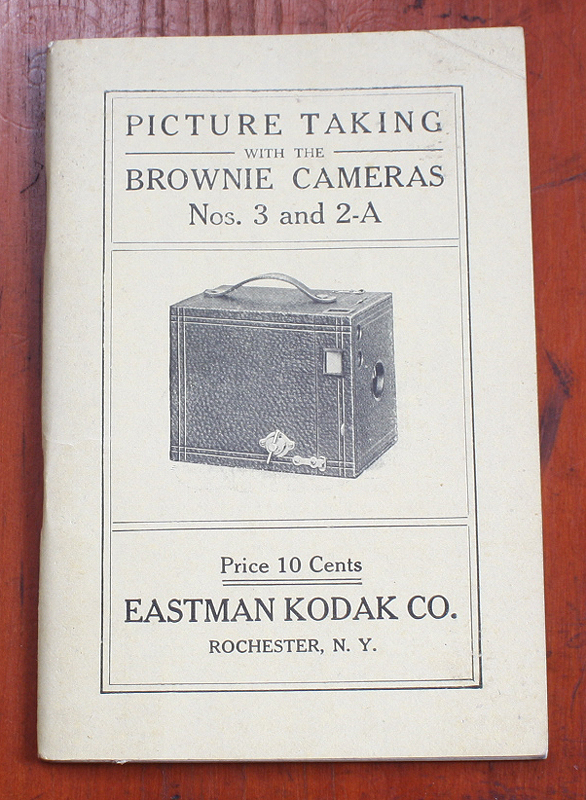 PICTURE TAKING
WITH THE
BROWNIE CAMERAS
Nos. 3 and 2-A
Price 10 Cents
EASTMAN KODAK CO.
ROCHESTER, N. Y.